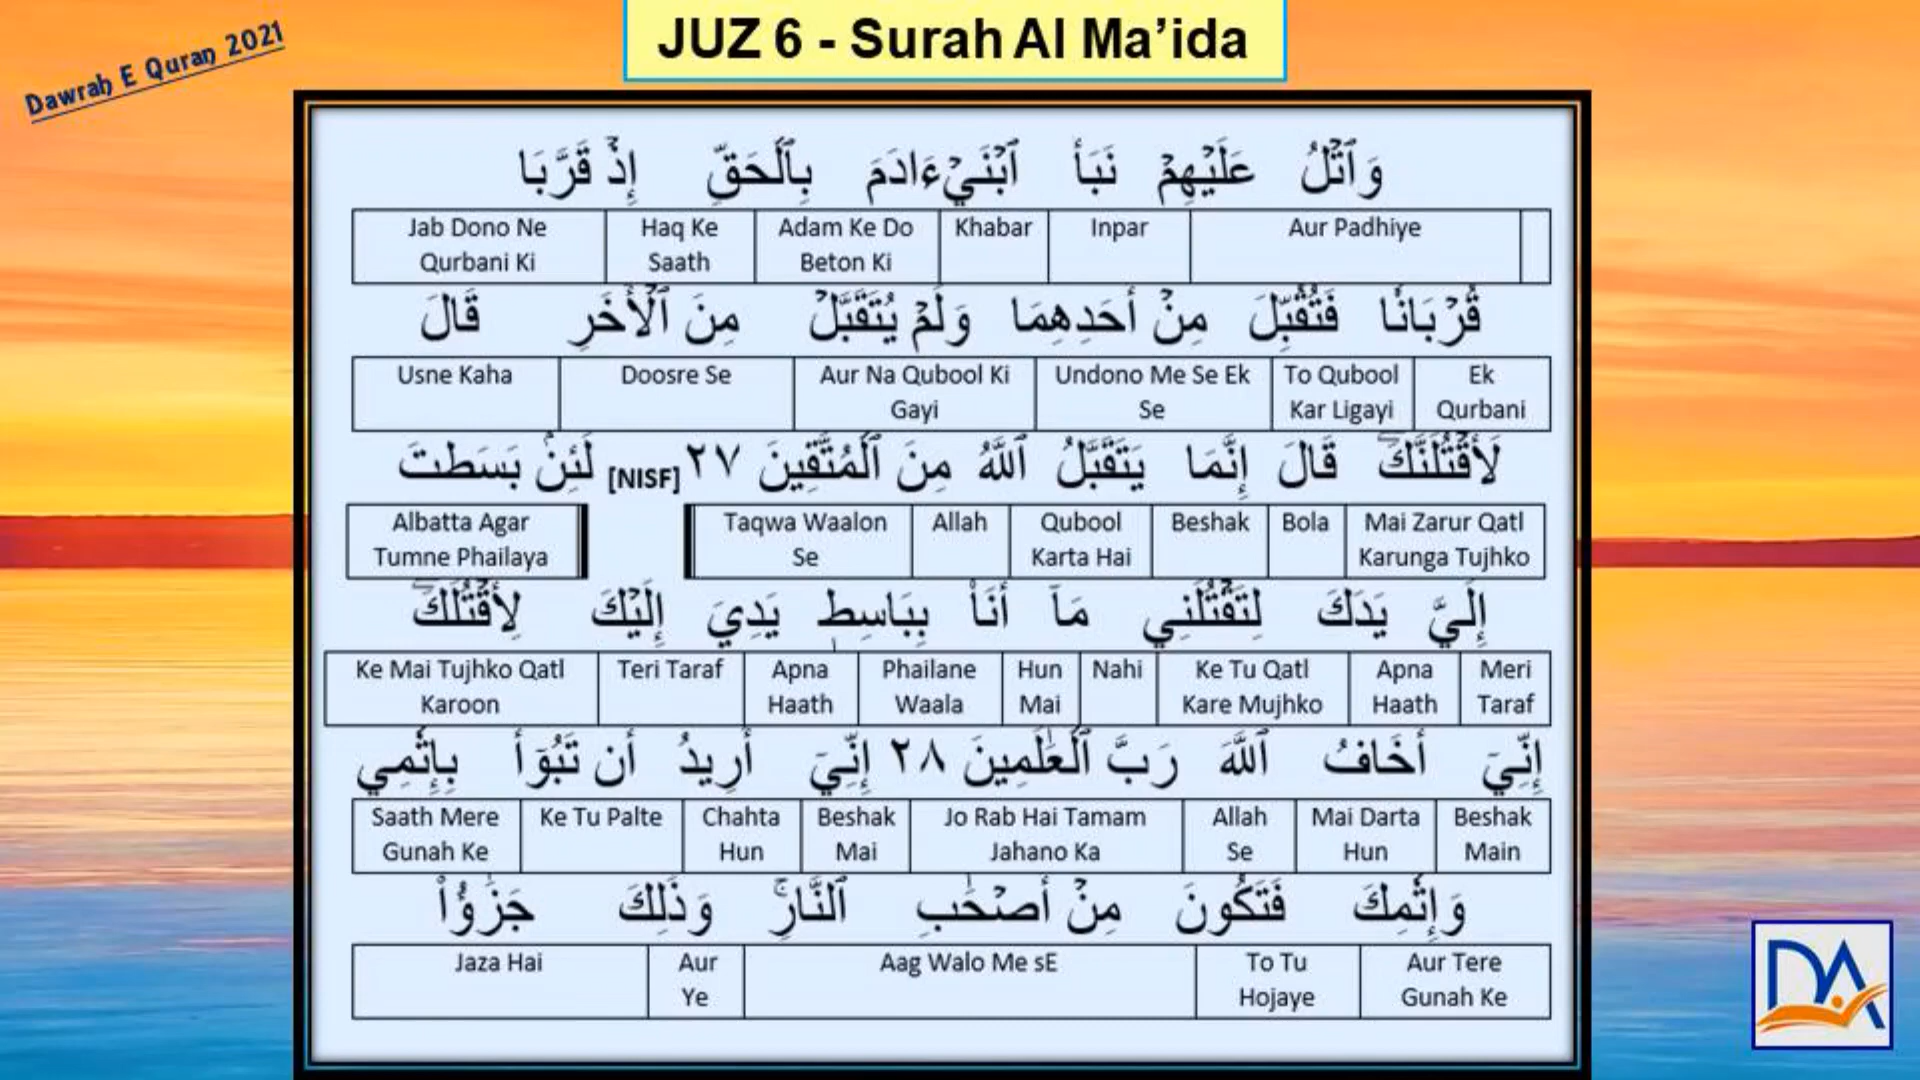 Dawrah E Quran 2021
JUZ 6 - Surah Al Ma’ida
وَٱتۡلُ عَلَيۡهِمۡ نَبَأَ ٱبۡنَيۡ ءَادَمَ بِٱلۡحَقِّ إِذۡ قَرَّبَا
Aur Padhiye | Inpar | Khabar | Adam Ke Do Beton Ki | Haq Ke Saath | Jab Dono Ne Qurbani Ki
قُرۡبَانٗا فَتُقُبِّلَ مِنۡ أَحَدِهِمَا وَلَمۡ يُتَقَبَّلۡ مِنَ ٱلۡأٓخَرِ قَالَ
Ek Qurbani | To Qubool Kar Ligayi | Undono Me Se Ek Se | Aur Na Qubool Ki Gayi | Doosre Se | Usne Kaha
لَأَقۡتُلَنَّكَۖ قَالَ إِنَّمَا يَتَقَبَّلُ ٱللَّهُ مِنَ ٱلۡمُتَّقِينَ ٢٧ [NISF] لَئِنۢ بَسَطتَ
Mai Zarur Qatl Karunga Tujhko | Bola | Beshak | Qubool Karta Hai | Allah | Taqwa Waalon Se | Albatta Agar Tumne Phailaya
إِلَيَّ يَدَكَ لِتَقۡتُلَنِي مَآ أَنَا۠ بِبَاسِطٖ يَدِيَ إِلَيۡكَ لِأَقۡتُلَكَۖ
Meri Taraf | Apna Haath | Ke Tu Qatl Kare Mujhko | Nahi | Hun Mai | Phailane Waala | Apna Haath | Teri Taraf | Ke Mai Tujhko Qatl Karoon
إِنِّيٓ أَخَافُ ٱللَّهَ رَبَّ ٱلۡعَٰلَمِينَ ٢٨ إِنِّيٓ أُرِيدُ أَن تَبُوٓأَ بِإِثۡمِي
Beshak Main | Mai Darta Hun | Allah Se | Jo Rab Hai Tamam Jahano Ka | Beshak Mai | Chahta Hun | Ke Tu Palte | Saath Mere Gunah Ke
وَإِثۡمِكَ فَتَكُونَ مِنۡ أَصۡحَٰبِ ٱلنَّارِۚ وَذَٰلِكَ جَزَٰٓؤُاْ
Aur Tere Gunah Ke | To Tu Hojaye | Aag Walo Me sE | Aur Ye | Jaza Hai
DA